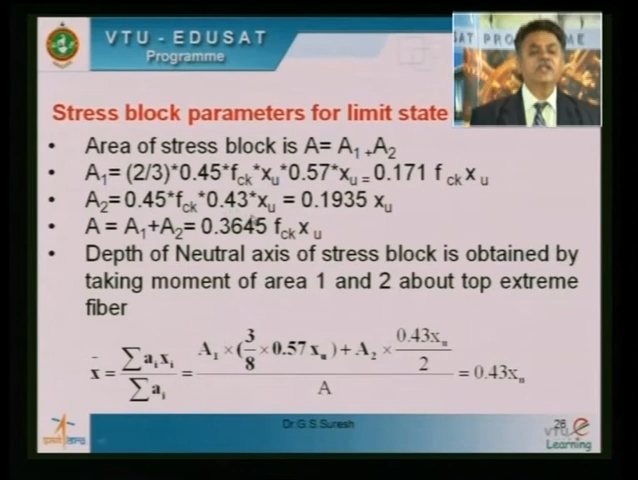 VTU - EDUSAT
Programme
SAT PROGRAMME
Stress block parameters for limit state
• Area of stress block is A= A₁ ₊A₂
• A₁= (2/3)*0.45*fck*xu*0.57*xu = 0.171 f ck x u
• A₂=0.45*fck*0.43*xu = 0.1935 xu
• A = A₁+A₂= 0.3645 fck x u
• Depth of Neutral axis of stress block is obtained by
taking moment of area 1 and 2 about top extreme
fiber
x̄ = ∑aᵢxᵢ / ∑aᵢ = (A₁ × (3/8 × 0.57 xᵤ) + A₂ × 0.43xᵤ/2) / A = 0.43xᵤ
Dr G S Suresh
26
VTU e
Learning